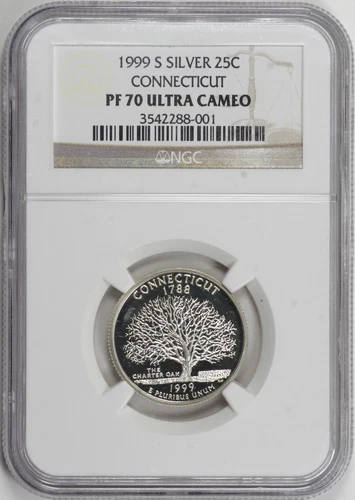 1999 S SILVER 25C
CONNECTICUT
PF 70 ULTRA CAMEO
3542288-001
NGC
CONNECTICUT
1788
THE
CHARTER OAK
1999
E PLURIBUS UNUM